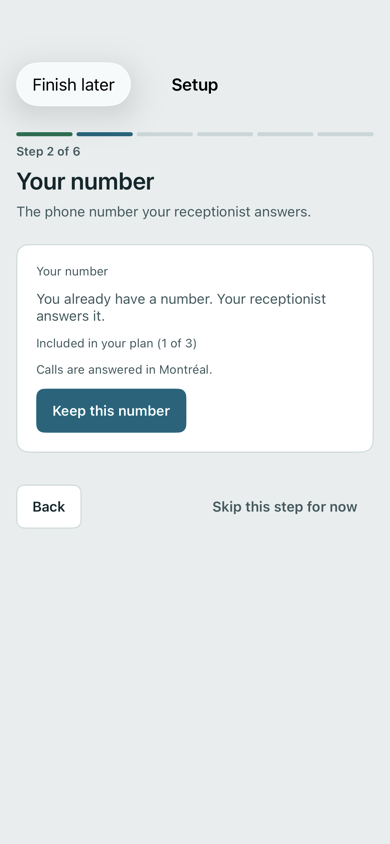 Finish later
Setup
Step 2 of 6
Your number
The phone number your receptionist answers.
Your number
You already have a number. Your receptionist
answers it.
Included in your plan (1 of 3)
Calls are answered in Montréal.
Keep this number
Back
Skip this step for now